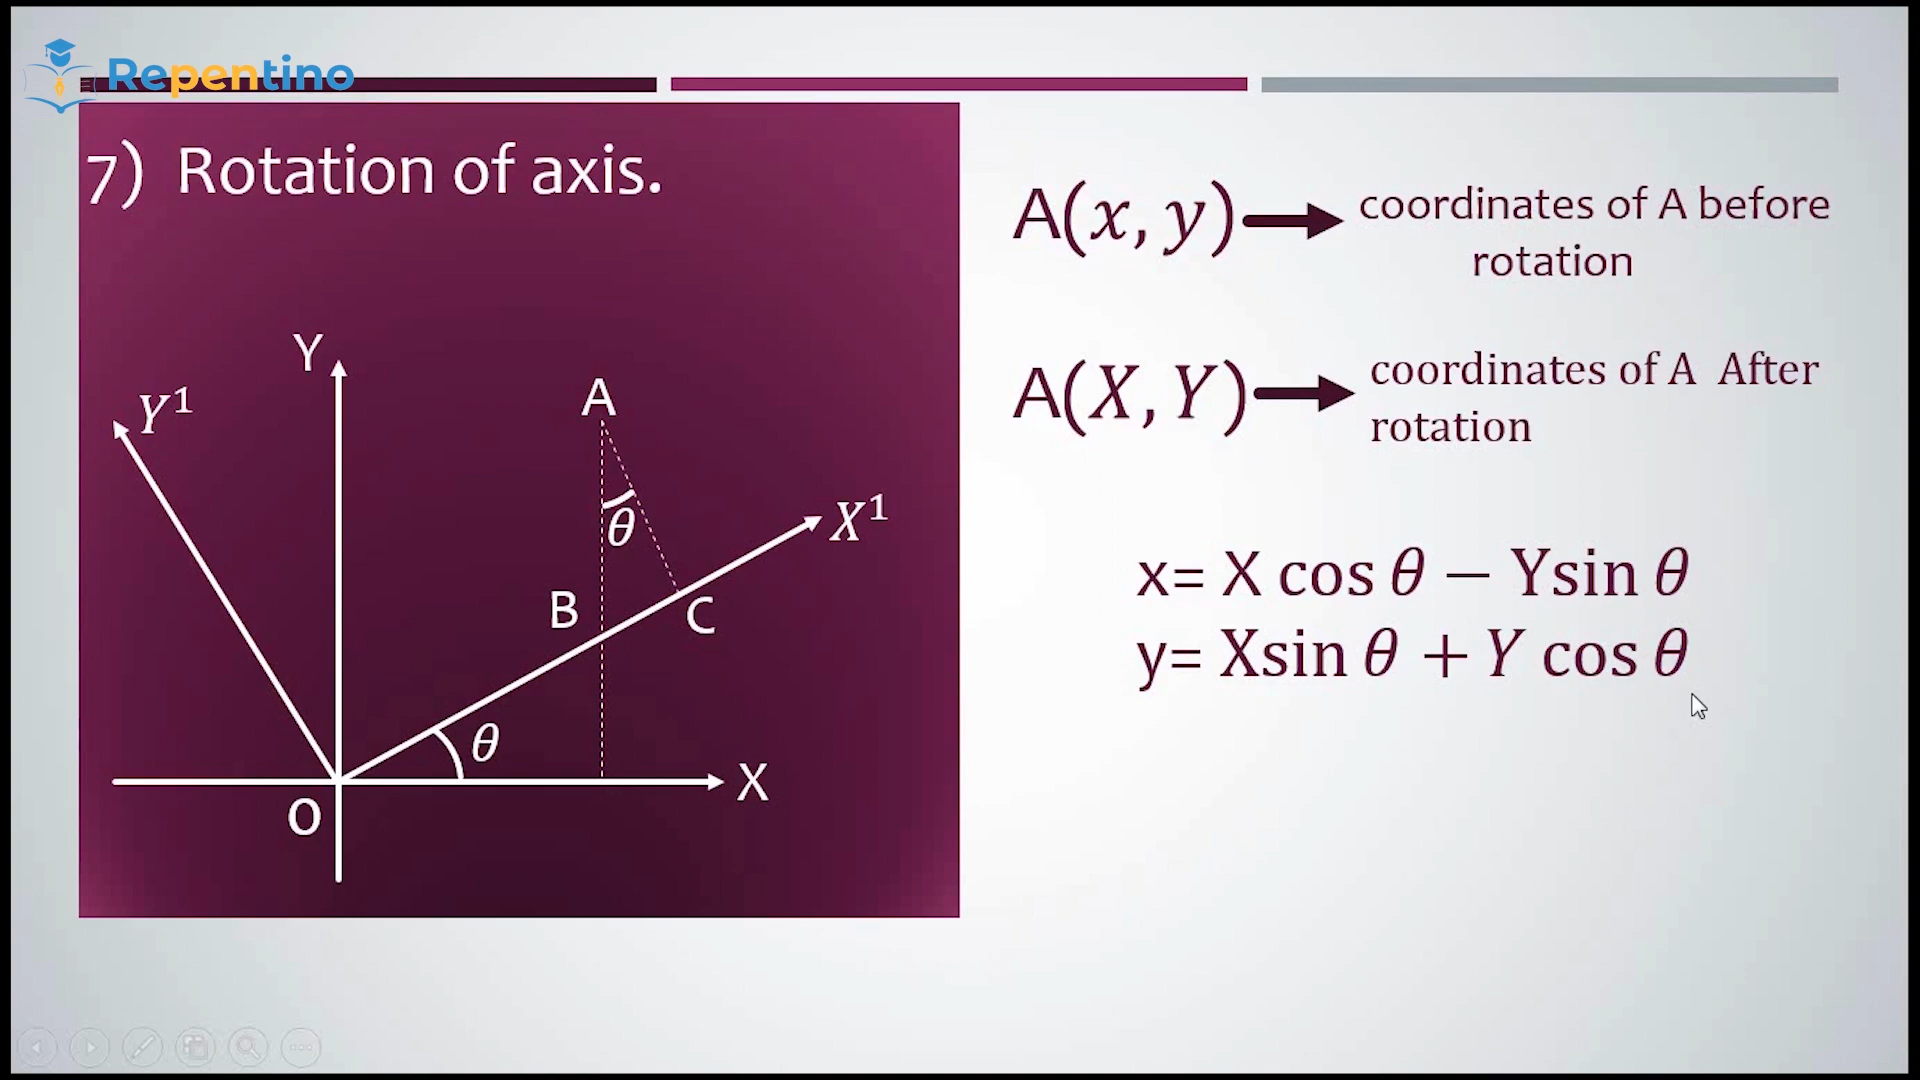 Repentino
7) Rotation of axis.
Y
Y¹
A
θ
X¹
B
C
θ
X
O
A(x, y)
coordinates of A before
rotation
A(X, Y)
coordinates of A After
rotation
x= X cos θ − Ysin θ
y= Xsin θ + Y cos θ